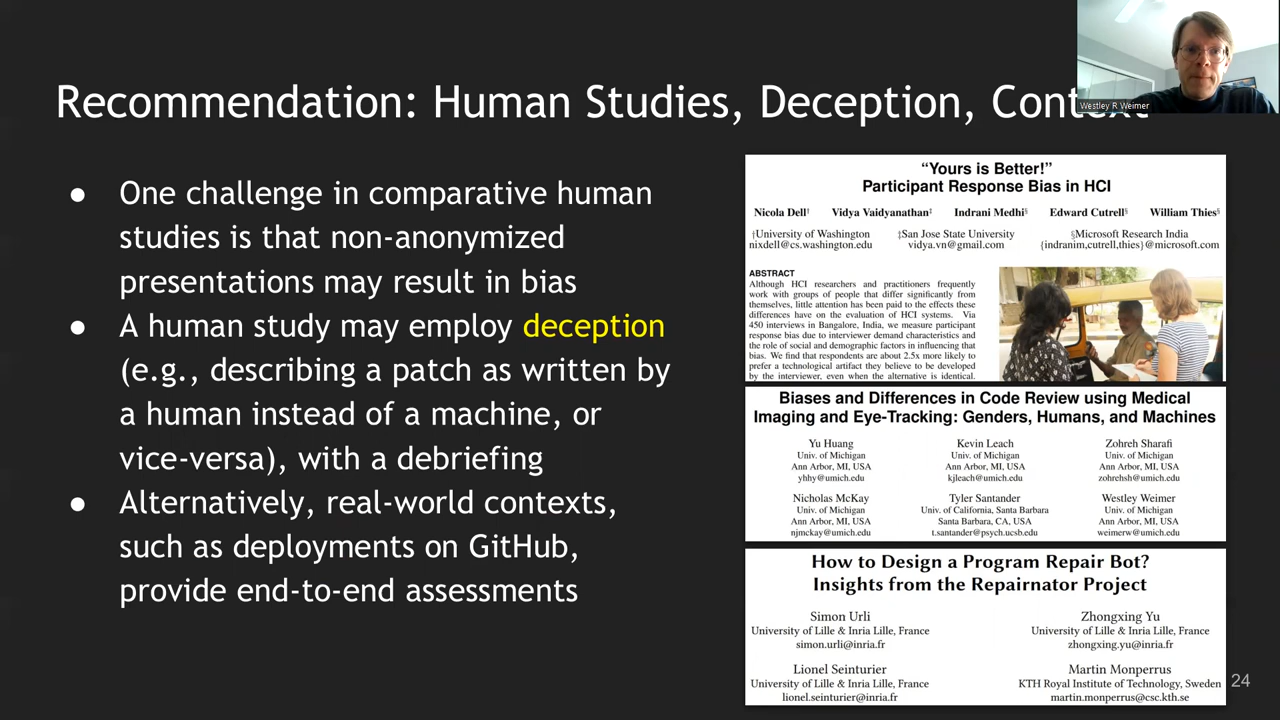 Recommendation: Human Studies, Deception, Context
Westley R Weimer
● One challenge in comparative human
studies is that non-anonymized
presentations may result in bias
● A human study may employ deception
(e.g., describing a patch as written by
a human instead of a machine, or
vice-versa), with a debriefing
● Alternatively, real-world contexts,
such as deployments on GitHub,
provide end-to-end assessments
“Yours is Better!”
Participant Response Bias in HCI
Nicola Dell† Vidya Vaidyanathan‡ Indrani Medhi§ Edward Cutrell§ William Thies§
†University of Washington ‡San Jose State University §Microsoft Research India
nixdell@cs.washington.edu vidya.vn@gmail.com {indranim,cutrell,thies}@microsoft.com
ABSTRACT
Although HCI researchers and practitioners frequently
work with groups of people that differ significantly from
themselves, little attention has been paid to the effects these
differences have on the evaluation of HCI systems. Via
450 interviews in Bangalore, India, we measure participant
response bias due to interviewer demand characteristics and
the role of social and demographic factors in influencing that
bias. We find that respondents are about 2.5x more likely to
prefer a technological artifact they believe to be developed
by the interviewer, even when the alternative is identical.
Biases and Differences in Code Review using Medical
Imaging and Eye-Tracking: Genders, Humans, and Machines
Yu Huang Kevin Leach Zohreh Sharafi
Univ. of Michigan Univ. of Michigan Univ. of Michigan
Ann Arbor, MI, USA Ann Arbor, MI, USA Ann Arbor, MI, USA
yhhy@umich.edu kjleach@umich.edu zohrehsh@umich.edu
Nicholas McKay Tyler Santander Westley Weimer
Univ. of Michigan Univ. of California, Santa Barbara Univ. of Michigan
Ann Arbor, MI, USA Santa Barbara, CA, USA Ann Arbor, MI, USA
njmckay@umich.edu t.santander@psych.ucsb.edu weimerw@umich.edu
How to Design a Program Repair Bot?
Insights from the Repairnator Project
Simon Urli Zhongxing Yu
University of Lille & Inria Lille, France University of Lille & Inria Lille, France
simon.urli@inria.fr zhongxing.yu@inria.fr
Lionel Seinturier Martin Monperrus
University of Lille & Inria Lille, France KTH Royal Institute of Technology, Sweden
lionel.seinturier@inria.fr martin.monperrus@csc.kth.se
24